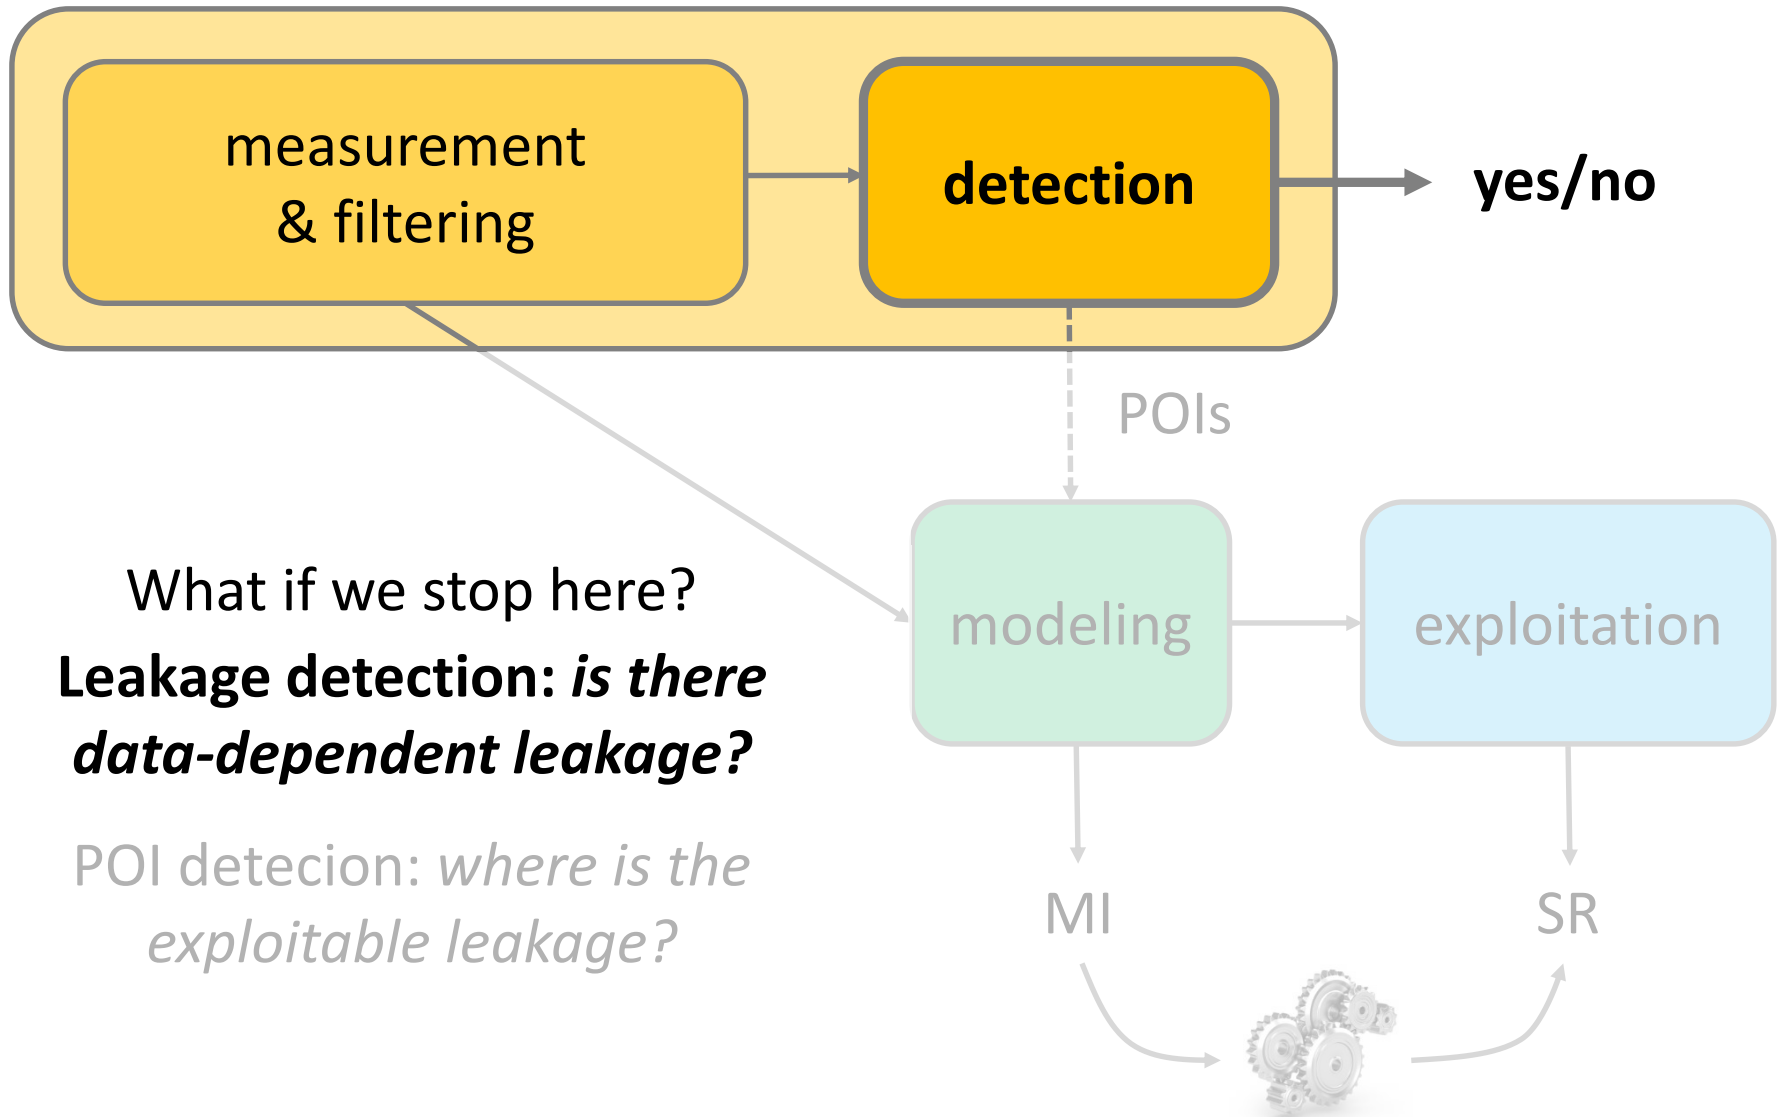 measurement
& filtering
detection
yes/no
POIs
What if we stop here?
Leakage detection: is there
data-dependent leakage?
POI detecion: where is the
exploitable leakage?
modeling
exploitation
MI
SR